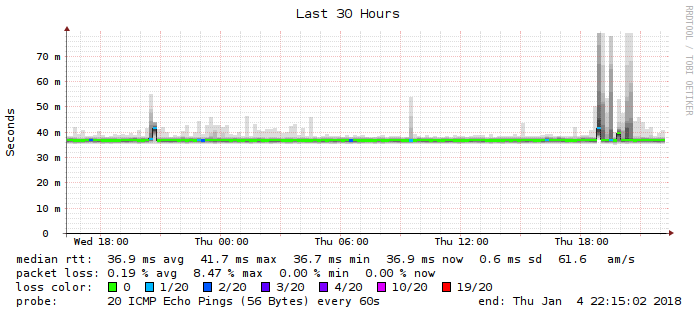 Last 30 Hours
RRDTOOL / TOBI OETIKER
Seconds
70 m
60 m
50 m
40 m
30 m
20 m
10 m
0
Wed 18:00 Thu 00:00 Thu 06:00 Thu 12:00 Thu 18:00
median rtt: 36.9 ms avg 41.7 ms max 36.7 ms min 36.9 ms now 0.6 ms sd 61.6 am/s
packet loss: 0.19 % avg 8.47 % max 0.00 % min 0.00 % now
loss color: 0 1/20 2/20 3/20 4/20 10/20 19/20
probe: 20 ICMP Echo Pings (56 Bytes) every 60s end: Thu Jan 4 22:15:02 2018